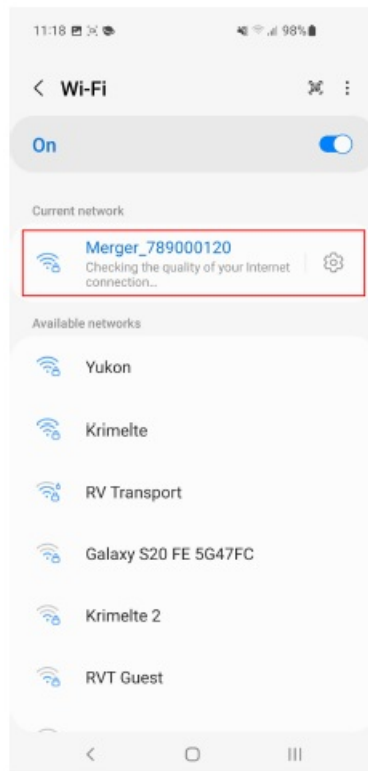 11:18
98%
Wi-Fi
On
Current network
Merger_789000120
Checking the quality of your Internet
connection...
Available networks
Yukon
Krimelte
RV Transport
Galaxy S20 FE 5G47FC
Krimelte 2
RVT Guest